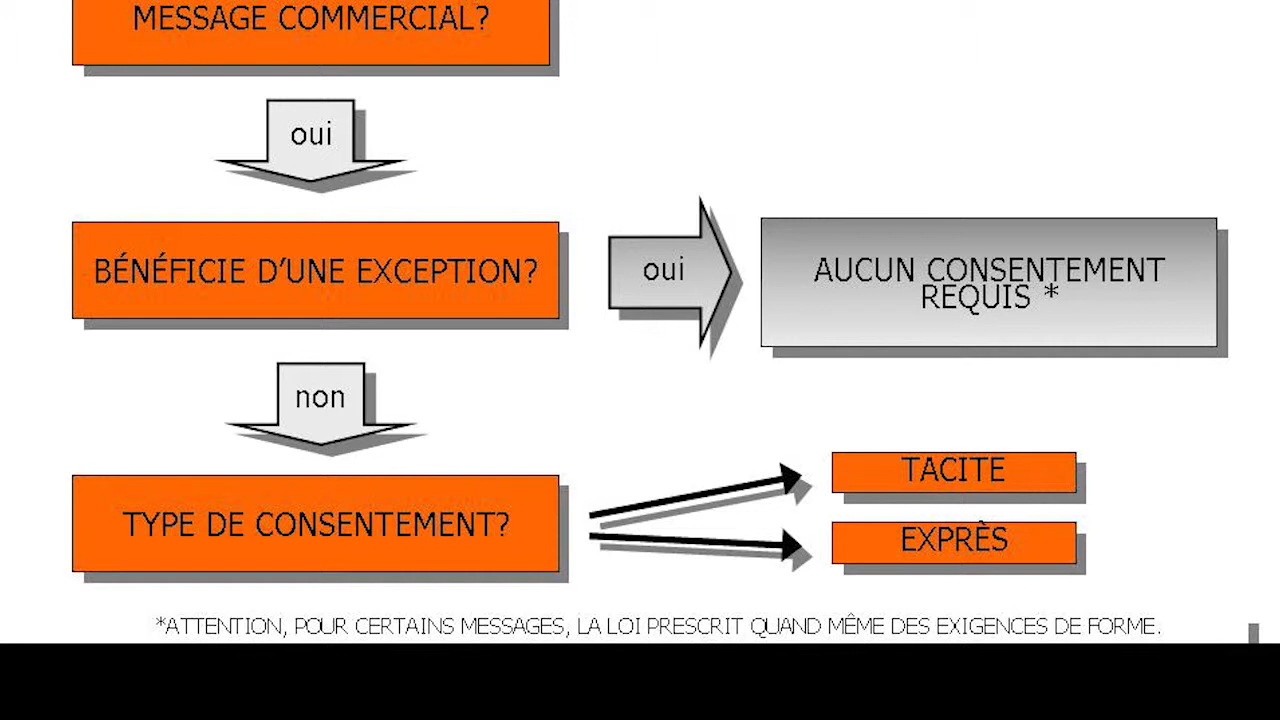 MESSAGE COMMERCIAL?
oui
BÉNÉFICIE D'UNE EXCEPTION?
oui
AUCUN CONSENTEMENT
REQUIS *
non
TYPE DE CONSENTEMENT?
TACITE
EXPRÈS
*ATTENTION, POUR CERTAINS MESSAGES, LA LOI PRESCRIT QUAND MÊME DES EXIGENCES DE FORME.